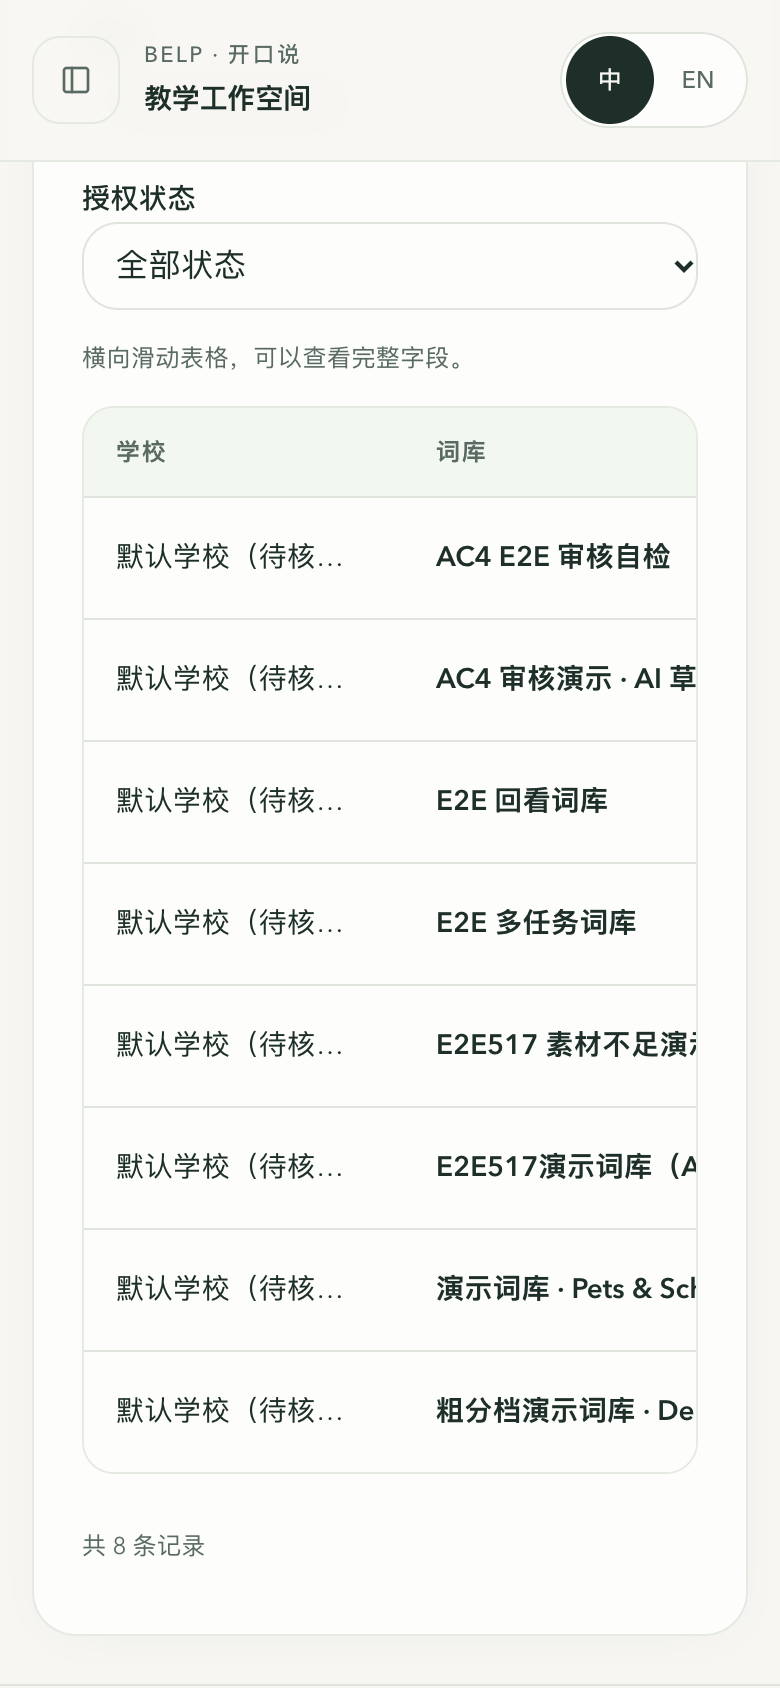 BELP · 开口说
教学工作空间
中
EN
授权状态
全部状态
横向滑动表格，可以查看完整字段。
学校 词库
默认学校（待核… AC4 E2E 审核自检
默认学校（待核… AC4 审核演示 · AI 草
默认学校（待核… E2E 回看词库
默认学校（待核… E2E 多任务词库
默认学校（待核… E2E517 素材不足演
默认学校（待核… E2E517演示词库（A
默认学校（待核… 演示词库 · Pets & Sch
默认学校（待核… 粗分档演示词库 · De
共 8 条记录